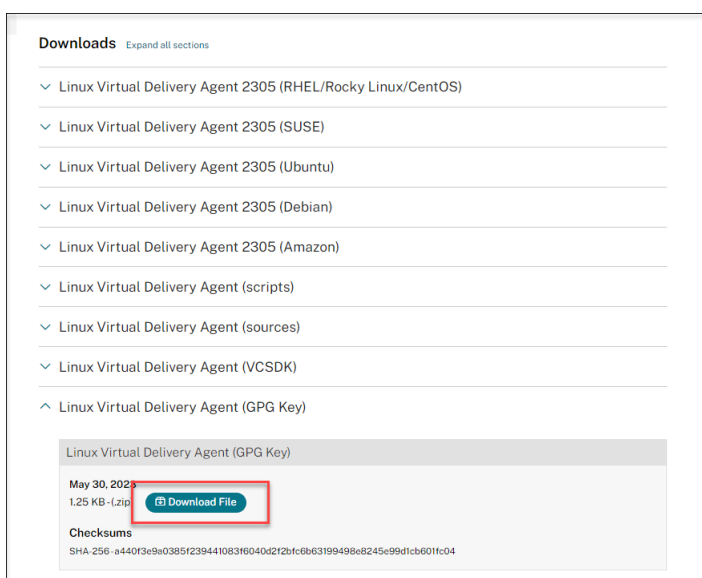 Downloads Expand all sections
Linux Virtual Delivery Agent 2305 (RHEL/Rocky Linux/CentOS)
Linux Virtual Delivery Agent 2305 (SUSE)
Linux Virtual Delivery Agent 2305 (Ubuntu)
Linux Virtual Delivery Agent 2305 (Debian)
Linux Virtual Delivery Agent 2305 (Amazon)
Linux Virtual Delivery Agent (scripts)
Linux Virtual Delivery Agent (sources)
Linux Virtual Delivery Agent (VCSDK)
Linux Virtual Delivery Agent (GPG Key)
Linux Virtual Delivery Agent (GPG Key)
May 30, 2023
1.25 KB - (.zip Download File
Checksums
SHA-256 - a440f3e9a0385f239441083f6040d2f2bfc6b63199498e8245e99d1cb601fc04